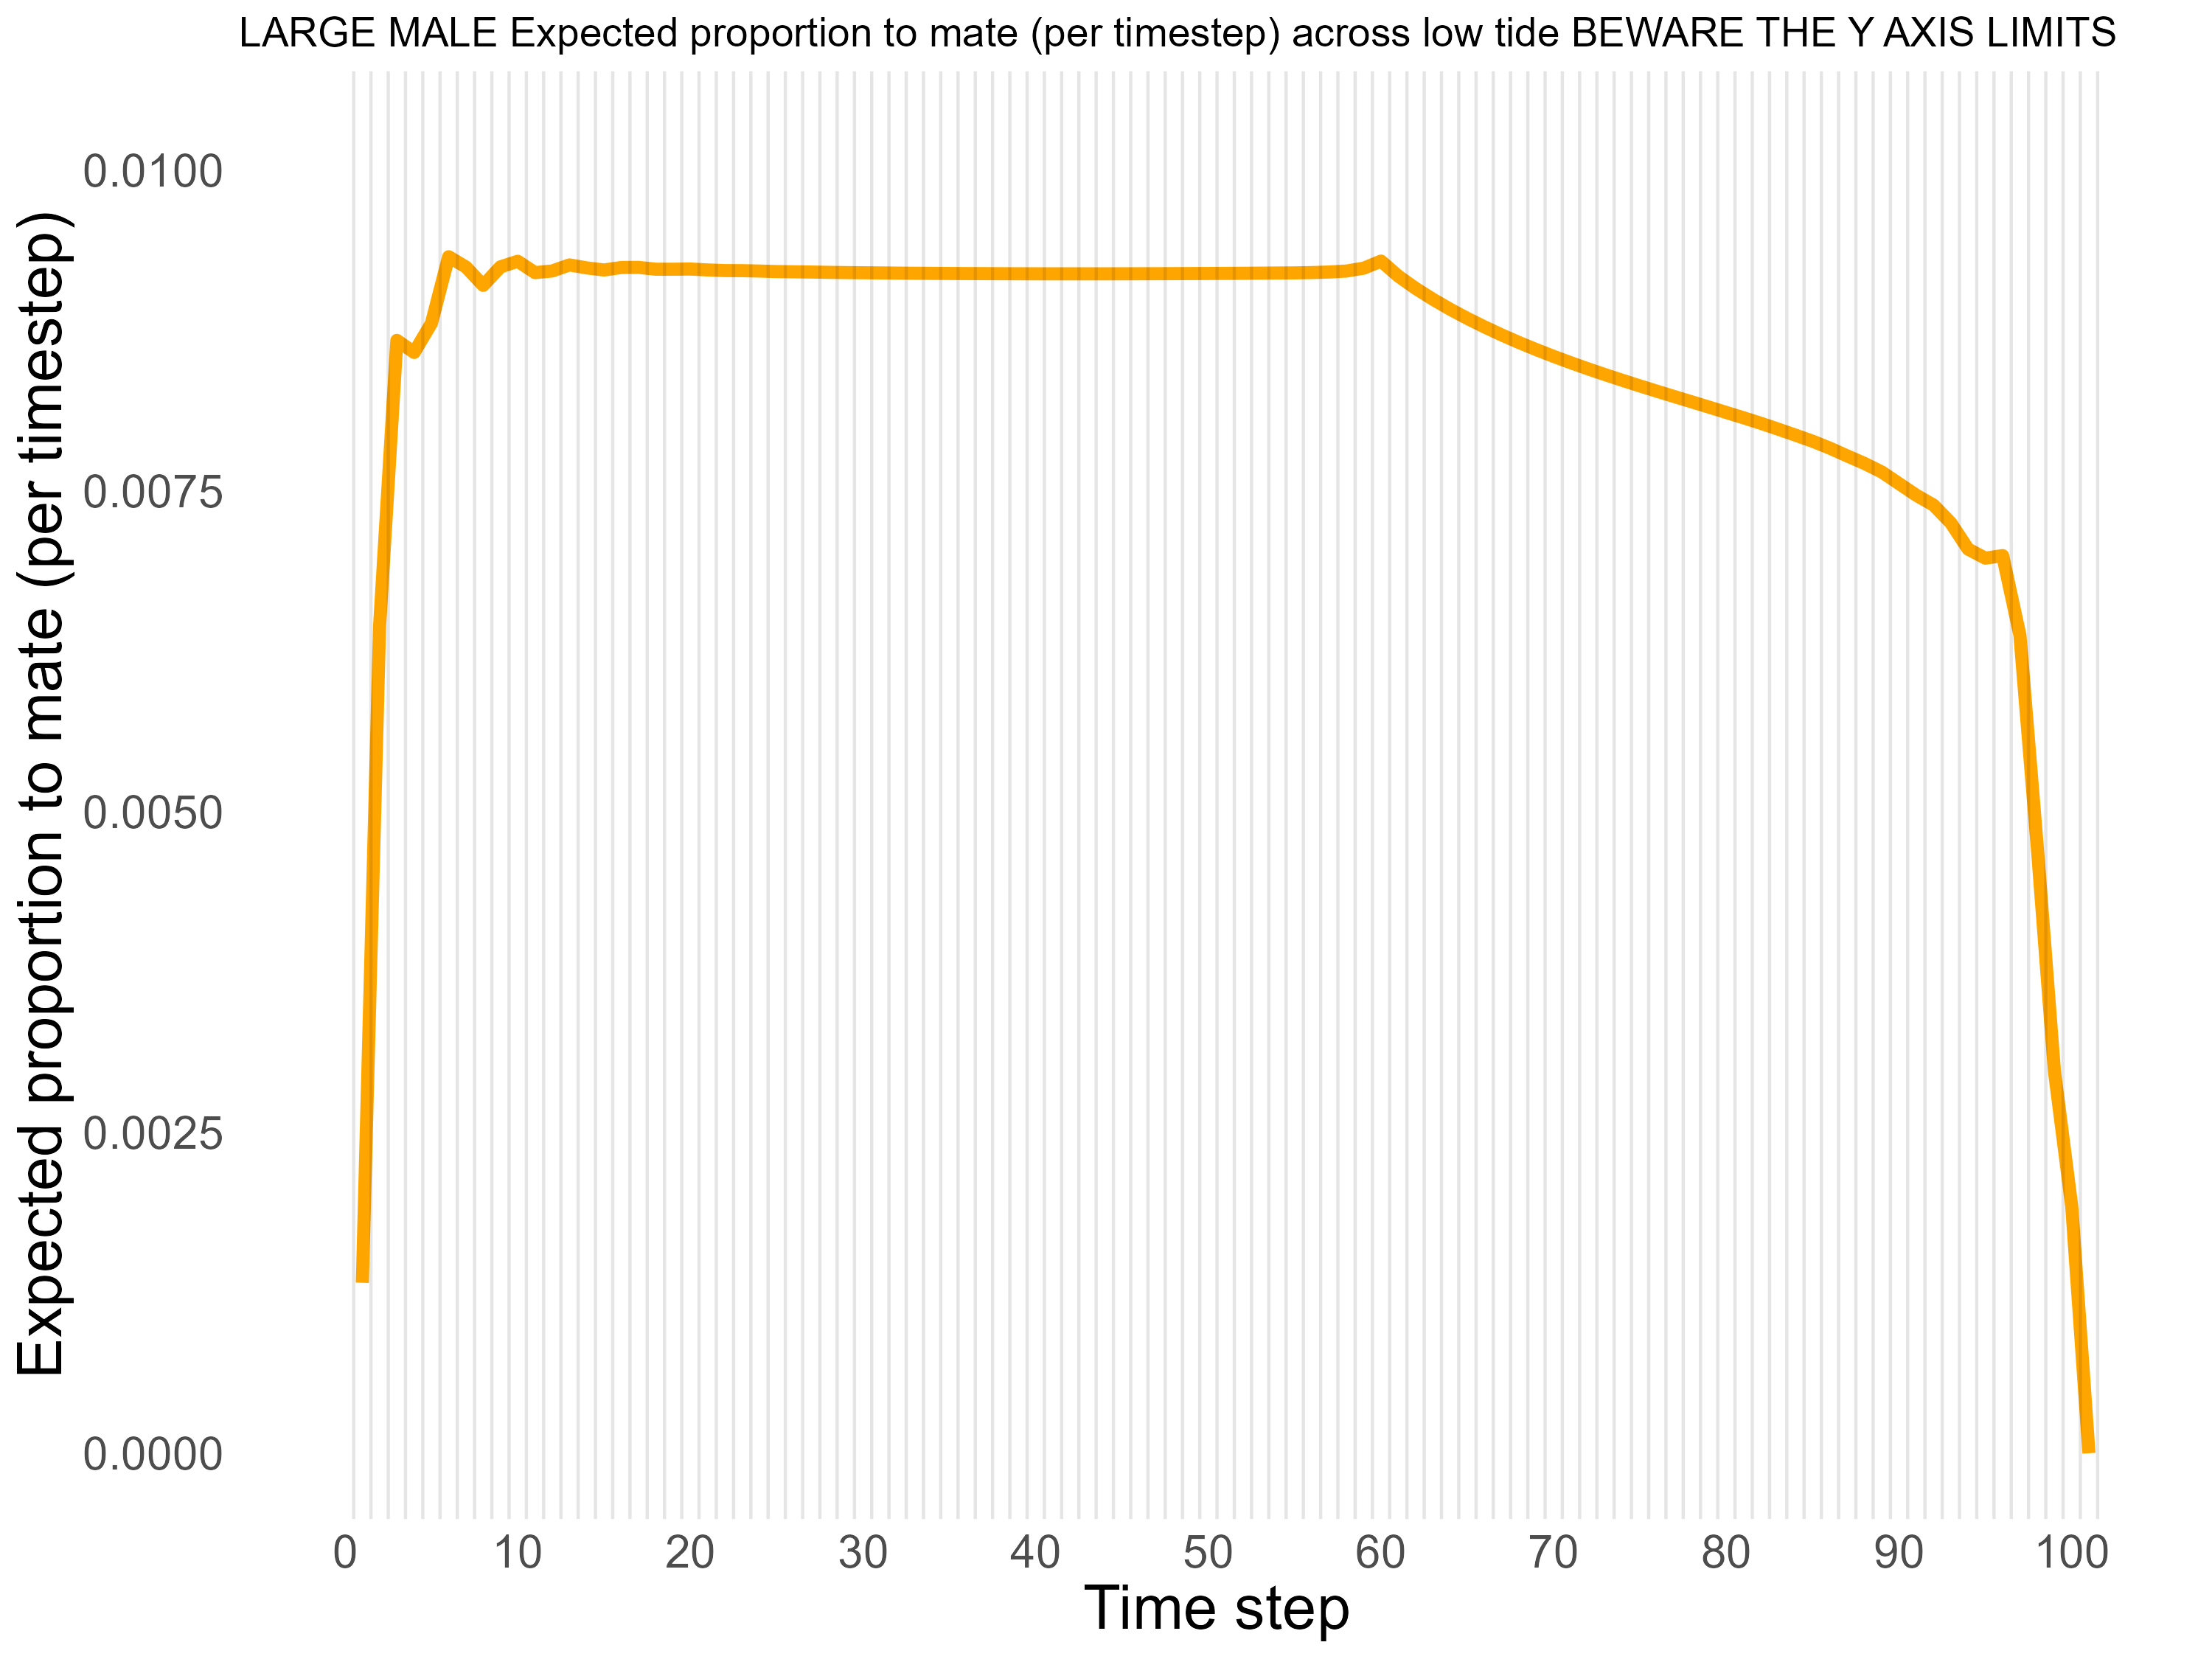 LARGE MALE Expected proportion to mate (per timestep) across low tide BEWARE THE Y AXIS LIMITS
Expected proportion to mate (per timestep)
0.0100
0.0075
0.0050
0.0025
0.0000
0 10 20 30 40 50 60 70 80 90 100
Time step